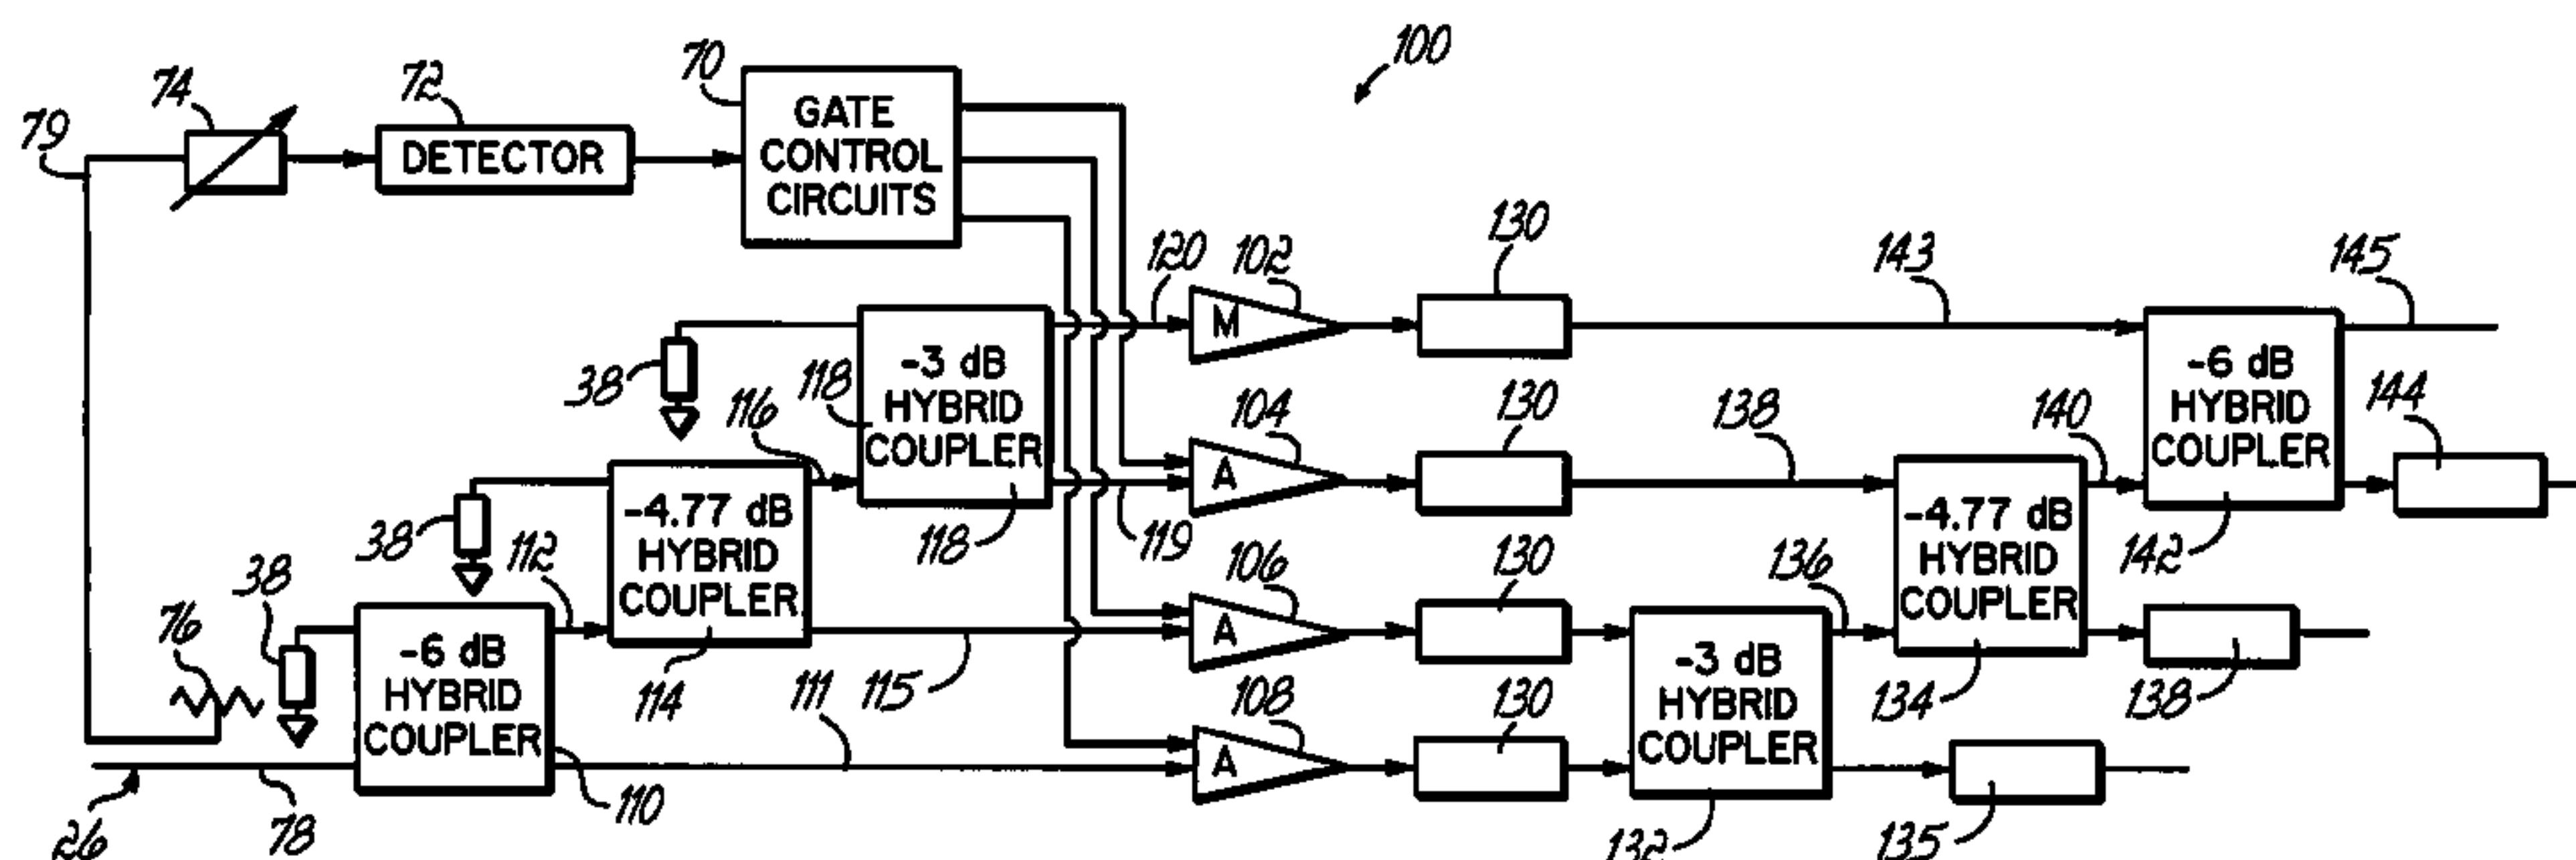 100
79
74
72
DETECTOR
70
GATE
CONTROL
CIRCUITS
120
102
M
130
143
145
38
118
-3 dB
HYBRID
COUPLER
118
116
119
104
A
130
138
140
-6 dB
HYBRID
COUPLER
142
144
38
112
-4.77 dB
HYBRID
COUPLER
114
115
106
A
130
136
-4.77 dB
HYBRID
COUPLER
134
138
76
38
-6 dB
HYBRID
COUPLER
110
111
108
A
130
-3 dB
HYBRID
COUPLER
132
135
26
78